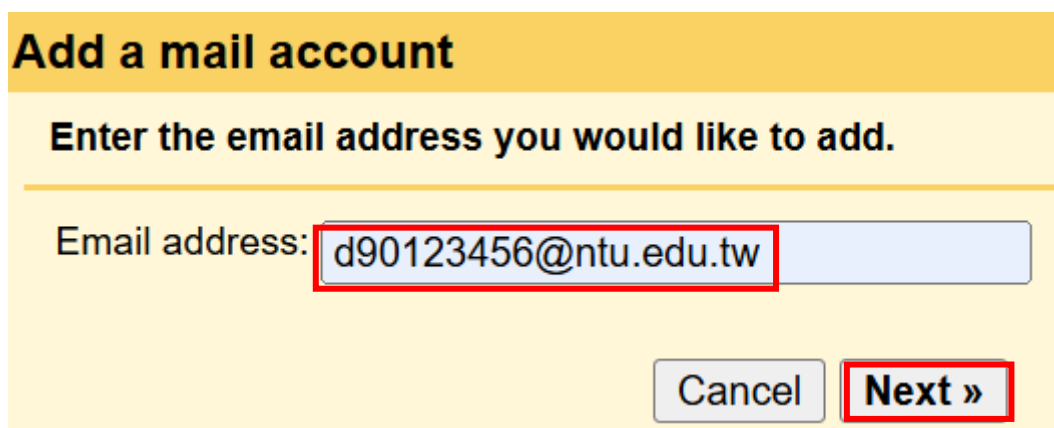 Add a mail account
Enter the email address you would like to add.
Email address: d90123456@ntu.edu.tw
Cancel Next »